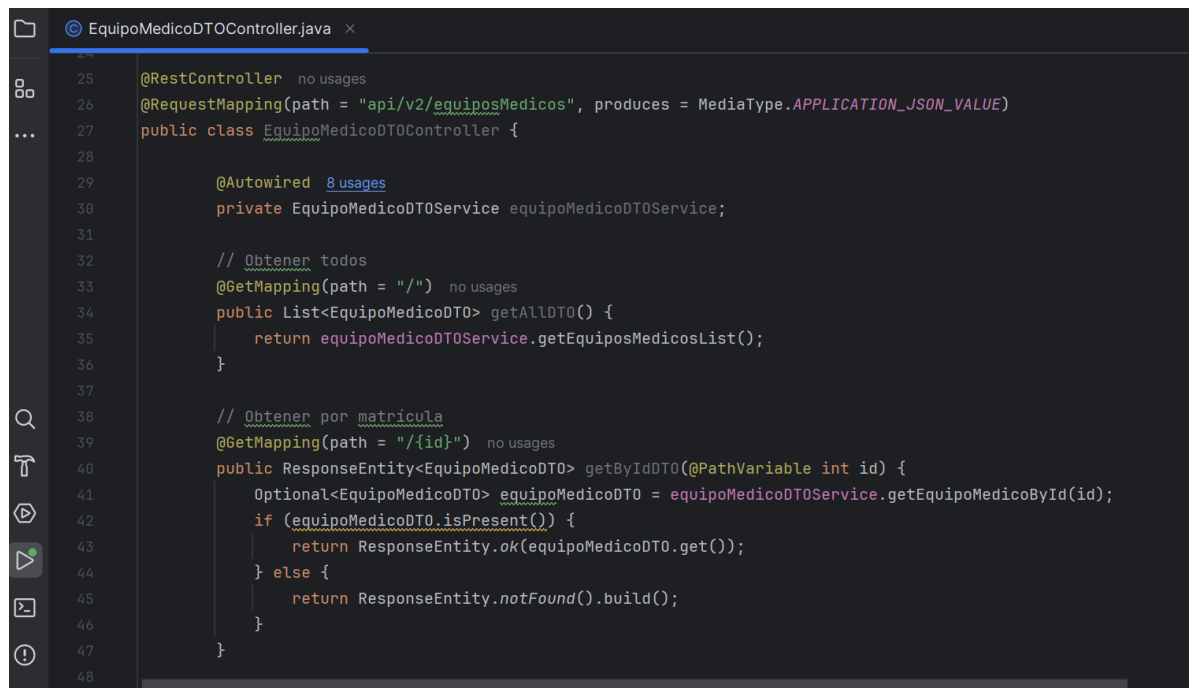 EquipoMedicoDTOController.java ×
24
25 @RestController no usages
26 @RequestMapping(path = "api/v2/equiposMedicos", produces = MediaType.APPLICATION_JSON_VALUE)
27 public class EquipoMedicoDTOController {
28
29 @Autowired 8 usages
30 private EquipoMedicoDTOService equipoMedicoDTOService;
31
32 // Obtener todos
33 @GetMapping(path = "/") no usages
34 public List<EquipoMedicoDTO> getAllDTO() {
35 return equipoMedicoDTOService.getEquiposMedicosList();
36 }
37
38 // Obtener por matrícula
39 @GetMapping(path = "/{id}") no usages
40 public ResponseEntity<EquipoMedicoDTO> getByIdDTO(@PathVariable int id) {
41 Optional<EquipoMedicoDTO> equipoMedicoDTO = equipoMedicoDTOService.getEquipoMedicoById(id);
42 if (equipoMedicoDTO.isPresent()) {
43 return ResponseEntity.ok(equipoMedicoDTO.get());
44 } else {
45 return ResponseEntity.notFound().build();
46 }
47 }
48